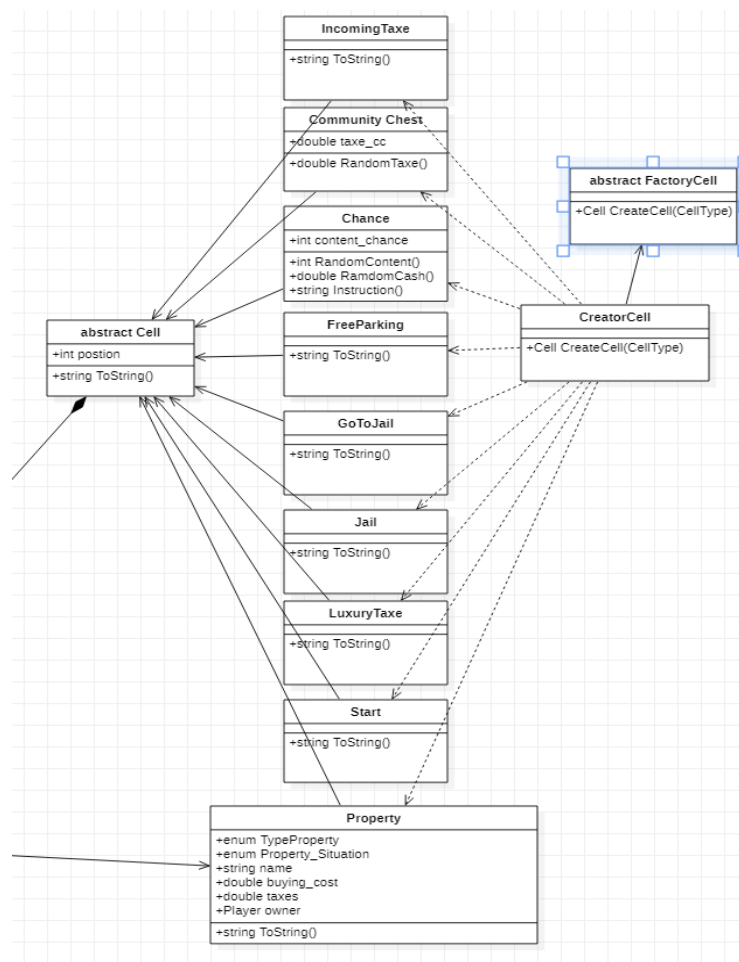 IncomingTaxe
+string ToString()
Community Chest
+double taxe_cc
+double RandomTaxe()
abstract FactoryCell
+Cell CreateCell(CellType)
Chance
+int content_chance
+int RandomContent()
+double RamdomCash()
+string Instruction()
CreatorCell
+Cell CreateCell(CellType)
abstract Cell
+int postion
+string ToString()
FreeParking
+string ToString()
GoToJail
+string ToString()
Jail
+string ToString()
LuxuryTaxe
+string ToString()
Start
+string ToString()
Property
+enum TypeProperty
+enum Property_Situation
+string name
+double buying_cost
+double taxes
+Player owner
+string ToString()